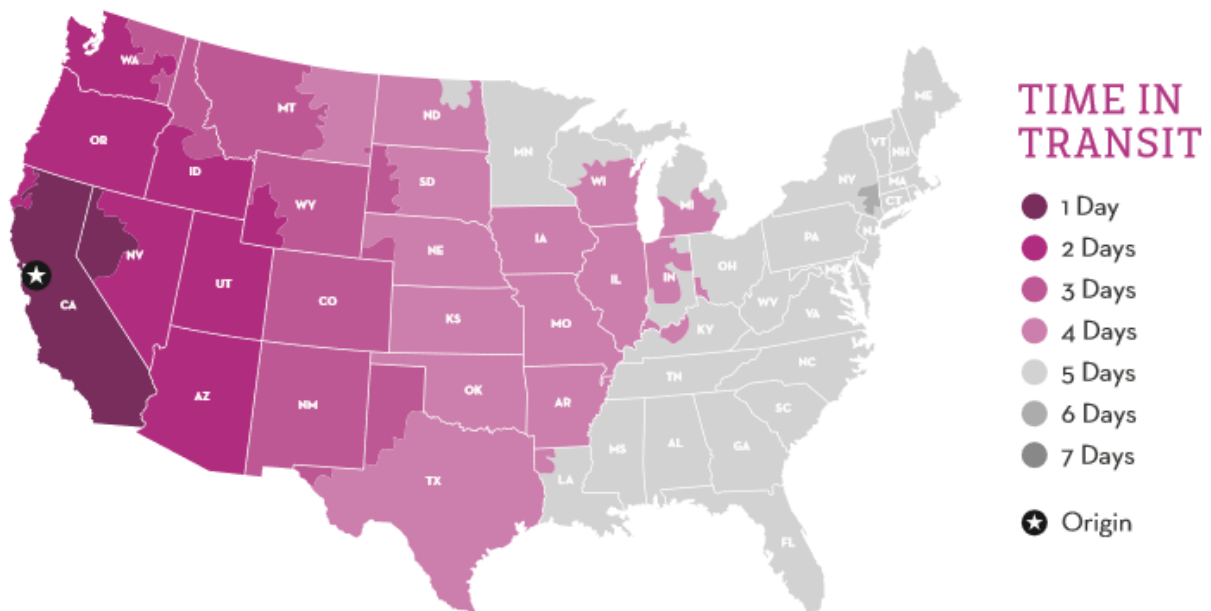 WA
OR
ID
MT
ND
MN
WY
SD
WI
MI
NV
UT
CO
NE
IA
IL
IN
OH
PA
NY
VT
NH
ME
MA
CT
NJ
MD
CA
AZ
NM
KS
MO
KY
WV
VA
OK
AR
TN
NC
SC
TX
LA
MS
AL
GA
FL
TIME IN
TRANSIT
1 Day
2 Days
3 Days
4 Days
5 Days
6 Days
7 Days
Origin